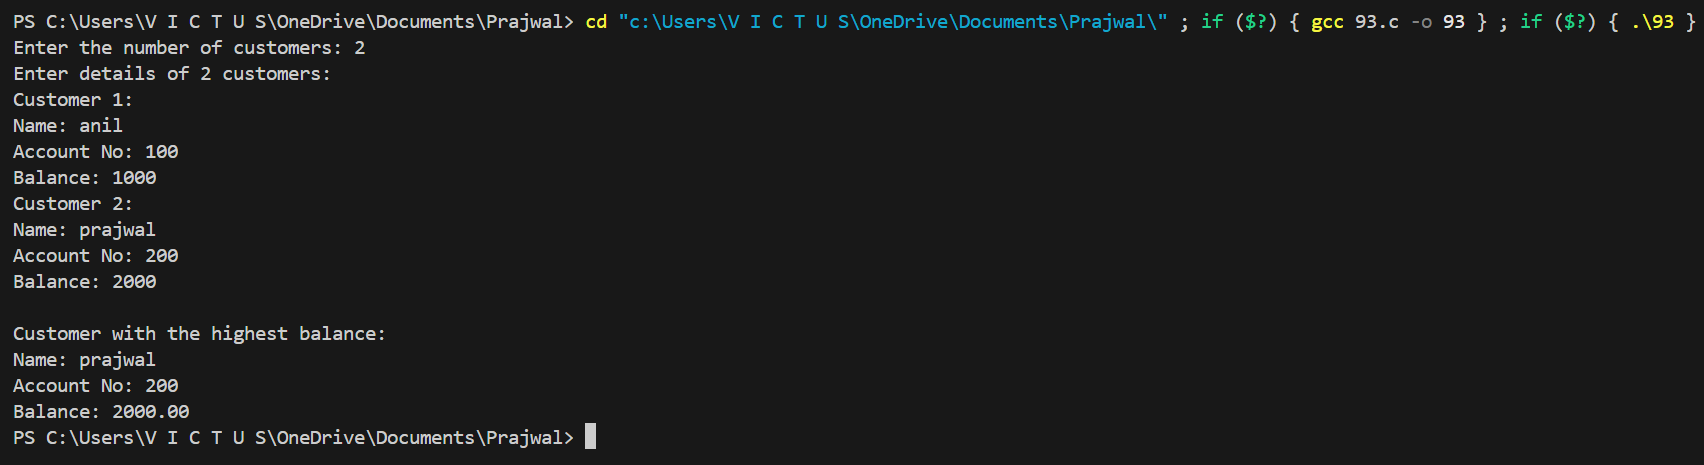 PS C:\Users\V I C T U S\OneDrive\Documents\Prajwal> cd "c:\Users\V I C T U S\OneDrive\Documents\Prajwal\" ; if ($?) { gcc 93.c -o 93 } ; if ($?) { .\93 }
Enter the number of customers: 2
Enter details of 2 customers:
Customer 1:
Name: anil
Account No: 100
Balance: 1000
Customer 2:
Name: prajwal
Account No: 200
Balance: 2000

Customer with the highest balance:
Name: prajwal
Account No: 200
Balance: 2000.00
PS C:\Users\V I C T U S\OneDrive\Documents\Prajwal>